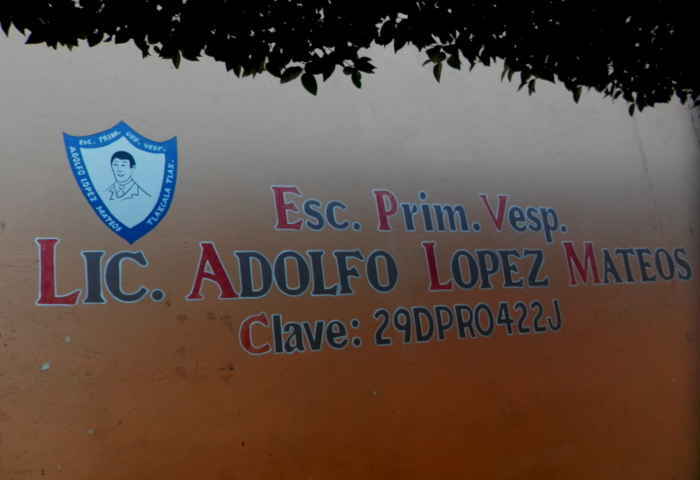 ESC. PRIM. URB. VESP.
ADOLFO LOPEZ MATEOS
TLAXCALA TLAX.
Esc. Prim. Vesp.
LIC. ADOLFO LOPEZ MATEOS
Clave: 29DPR0422J